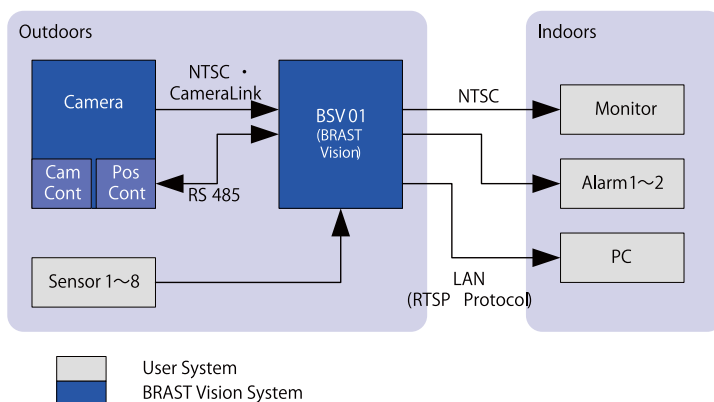 Outdoors
Indoors
NTSC ・
CameraLink
NTSC
Camera
BSV 01
(BRAST
Vision)
Monitor
Cam
Cont
Pos
Cont
RS 485
Alarm1～2
Sensor 1～8
PC
LAN
(RTSP Protocol)
User System
BRAST Vision System